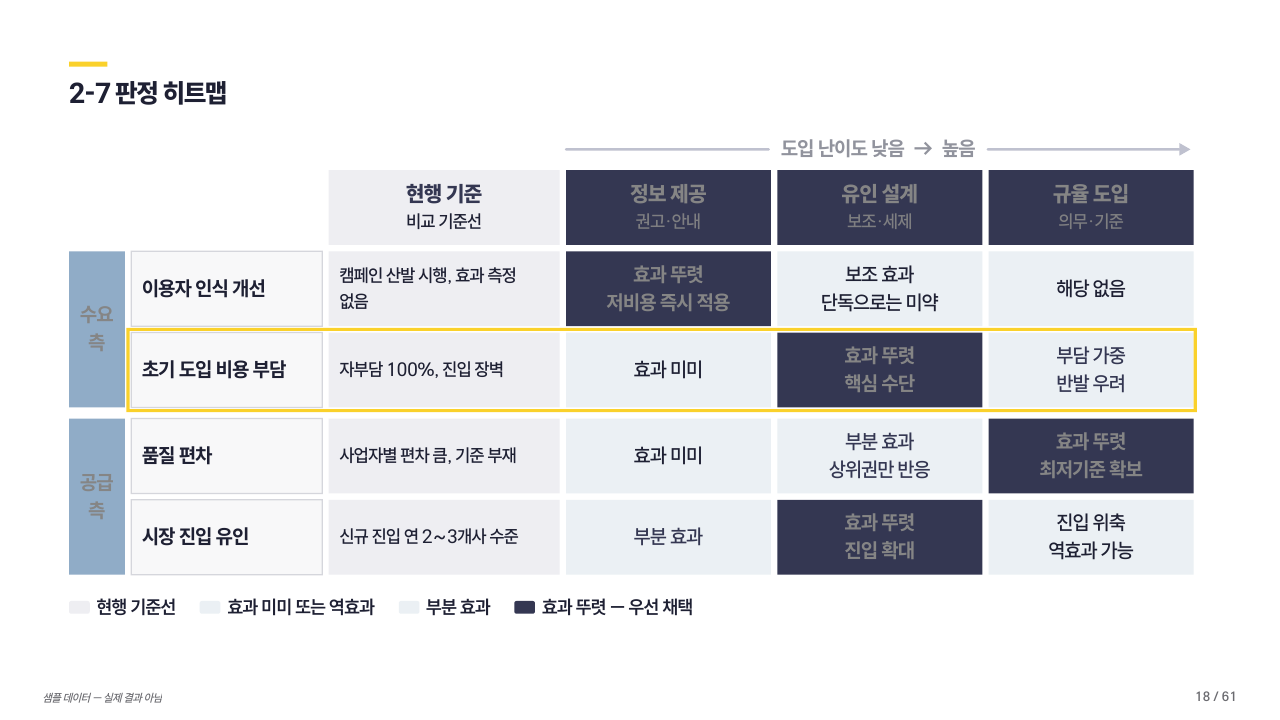 2-7 판정 히트맵
도입 난이도 낮음 → 높음
현행 기준
비교 기준선
정보 제공
권고·안내
유인 설계
보조·세제
규율 도입
의무·기준
수요
측
이용자 인식 개선
캠페인 산발 시행, 효과 측정
없음
효과 뚜렷
저비용 즉시 적용
보조 효과
단독으로는 미약
해당 없음
초기 도입 비용 부담
자부담 100%, 진입 장벽
효과 미미
효과 뚜렷
핵심 수단
부담 가중
반발 우려
공급
측
품질 편차
사업자별 편차 큼, 기준 부재
효과 미미
부분 효과
상위권만 반응
효과 뚜렷
최저기준 확보
시장 진입 유인
신규 진입 연 2~3개사 수준
부분 효과
효과 뚜렷
진입 확대
진입 위축
역효과 가능
현행 기준선
효과 미미 또는 역효과
부분 효과
효과 뚜렷 — 우선 채택
샘플 데이터 — 실제 결과 아님
18 / 61